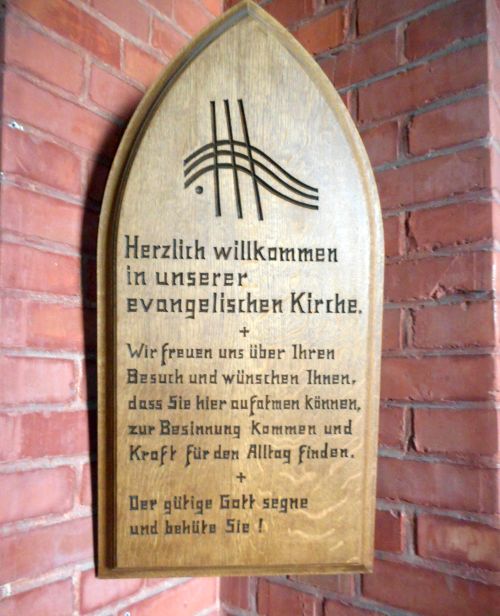 Herzlich willkommen
in unserer
evangelischen Kirche.
+
Wir freuen uns über Ihren
Besuch und wünschen Ihnen,
dass Sie hier aufatmen können,
zur Besinnung kommen und
Kraft für den Alltag finden.
+
Der gütige Gott segne
und behüte Sie !